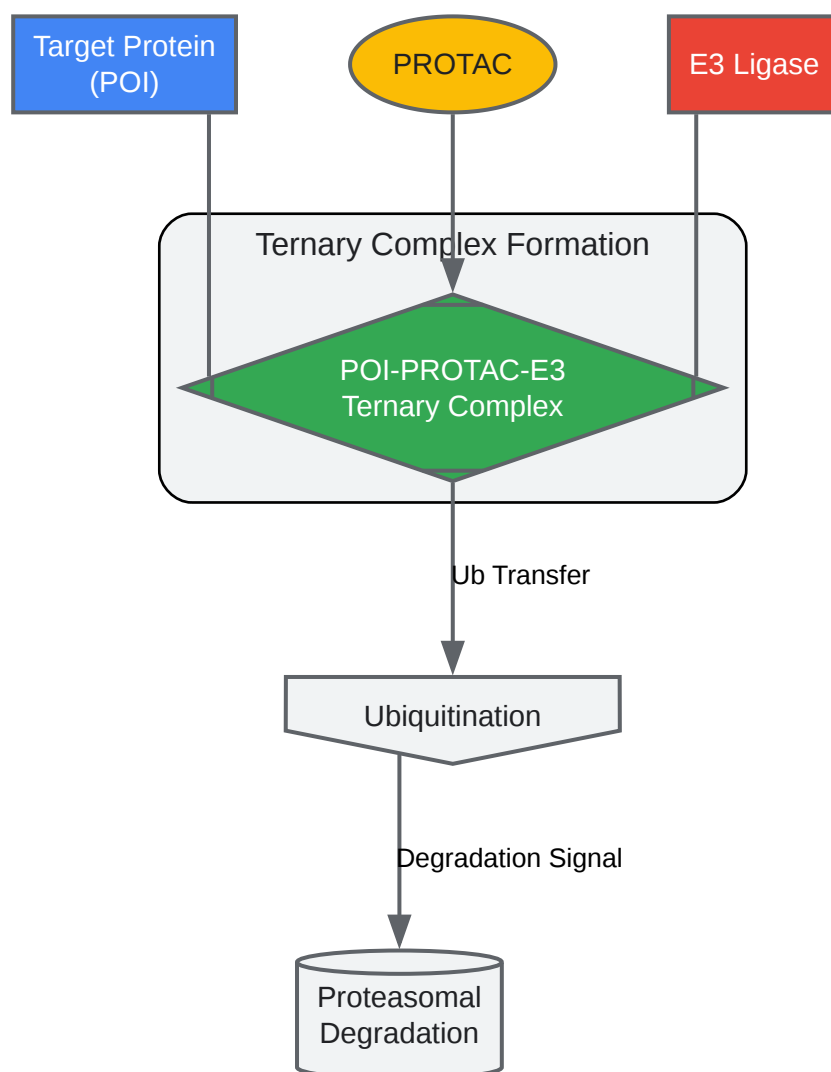 Target Protein
(POI)
PROTAC
E3 Ligase
Ternary Complex Formation
POI-PROTAC-E3
Ternary Complex
Ub Transfer
Ubiquitination
Degradation Signal
Proteasomal
Degradation